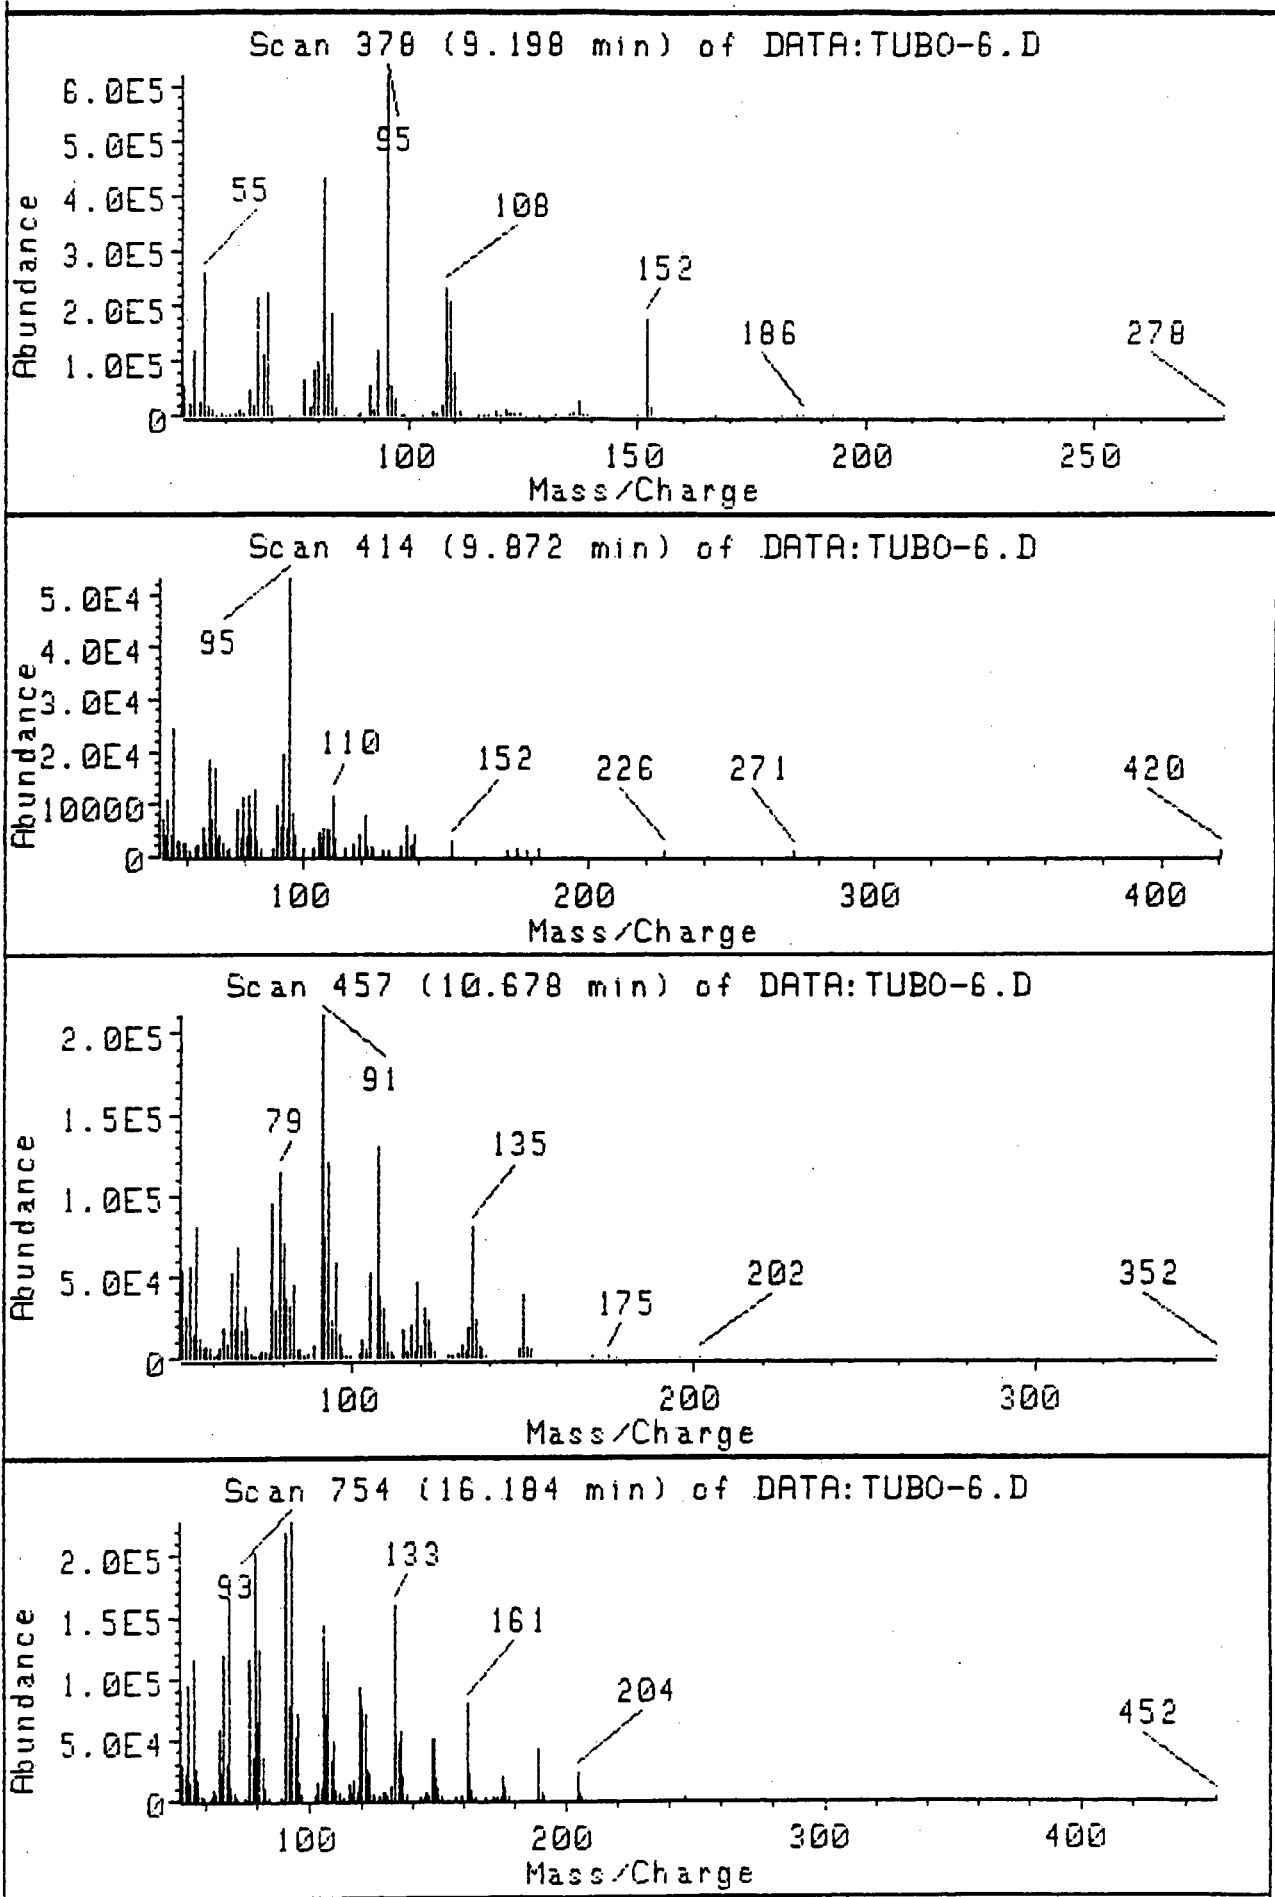 Scan 378 (9.198 min) of DATA:TUBO-6.D
6.0E5
5.0E5
4.0E5
3.0E5
2.0E5
1.0E5
0
Abundance
55
95
108
152
186
278
100 150 200 250
Mass/Charge
Scan 414 (9.872 min) of DATA:TUBO-6.D
5.0E4
4.0E4
3.0E4
2.0E4
10000
0
Abundance
95
110
152
226
271
420
100 200 300 400
Mass/Charge
Scan 457 (10.678 min) of DATA:TUBO-6.D
2.0E5
1.5E5
1.0E5
5.0E4
0
Abundance
79
91
135
175
202
352
100 200 300
Mass/Charge
Scan 754 (16.184 min) of DATA:TUBO-6.D
2.0E5
1.5E5
1.0E5
5.0E4
0
Abundance
93
133
161
204
452
100 200 300 400
Mass/Charge